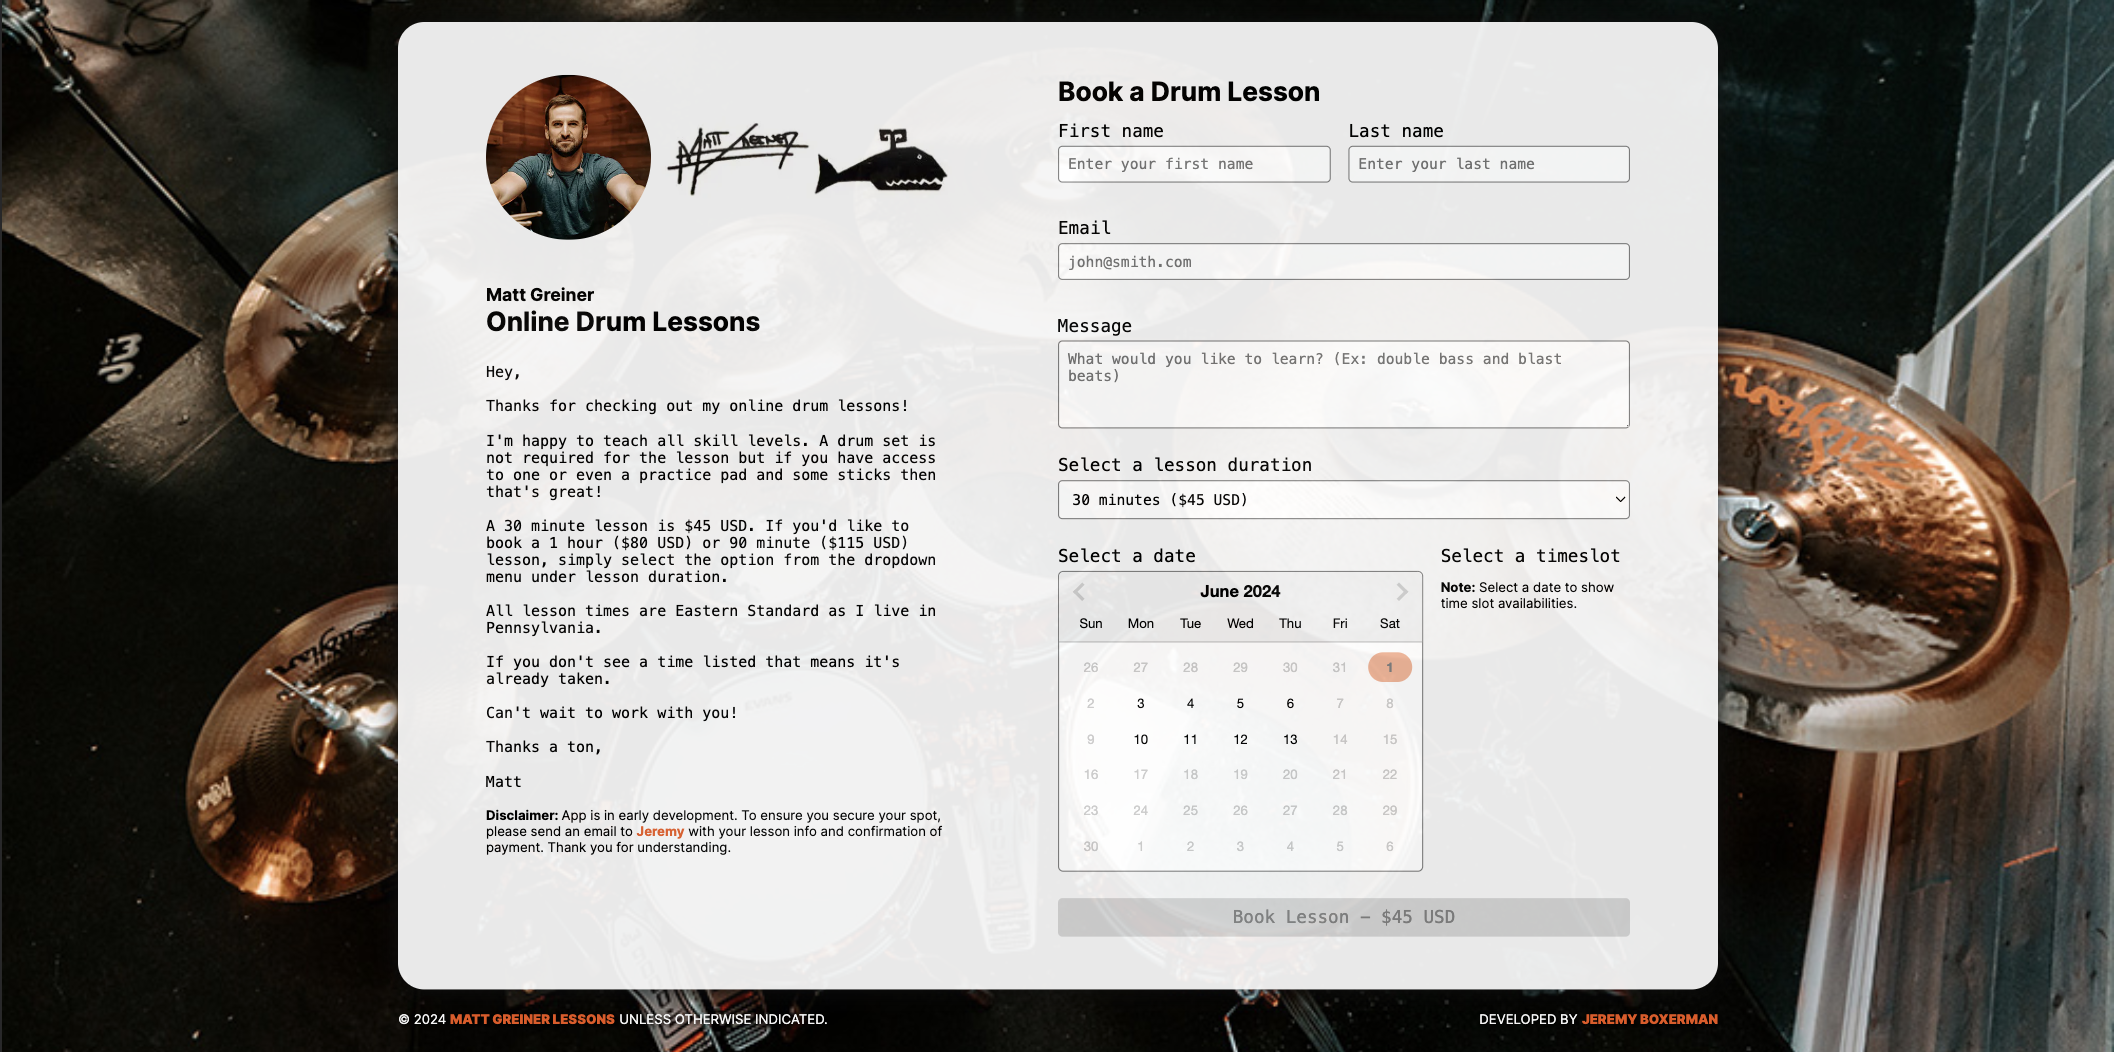 MATT GREINER
Matt Greiner
Online Drum Lessons
Hey,
Thanks for checking out my online drum lessons!
I'm happy to teach all skill levels. A drum set is
not required for the lesson but if you have access
to one or even a practice pad and some sticks then
that's great!
A 30 minute lesson is $45 USD. If you'd like to
book a 1 hour ($80 USD) or 90 minute ($115 USD)
lesson, simply select the option from the dropdown
menu under lesson duration.
All lesson times are Eastern Standard as I live in
Pennsylvania.
If you don't see a time listed that means it's
already taken.
Can't wait to work with you!
Thanks a ton,
Matt
Disclaimer: App is in early development. To ensure you secure your spot,
please send an email to Jeremy with your lesson info and confirmation of
payment. Thank you for understanding.
Book a Drum Lesson
First name Last name
Enter your first name Enter your last name
Email
john@smith.com
Message
What would you like to learn? (Ex: double bass and blast
beats)
Select a lesson duration
30 minutes ($45 USD)
Select a date
June 2024
Sun Mon Tue Wed Thu Fri Sat
26 27 28 29 30 31 1
2 3 4 5 6 7 8
9 10 11 12 13 14 15
16 17 18 19 20 21 22
23 24 25 26 27 28 29
30 1 2 3 4 5 6
Select a timeslot
Note: Select a date to show
time slot availabilities.
Book Lesson – $45 USD
EVANS
© 2024 MATT GREINER LESSONS UNLESS OTHERWISE INDICATED.
DEVELOPED BY JEREMY BOXERMAN